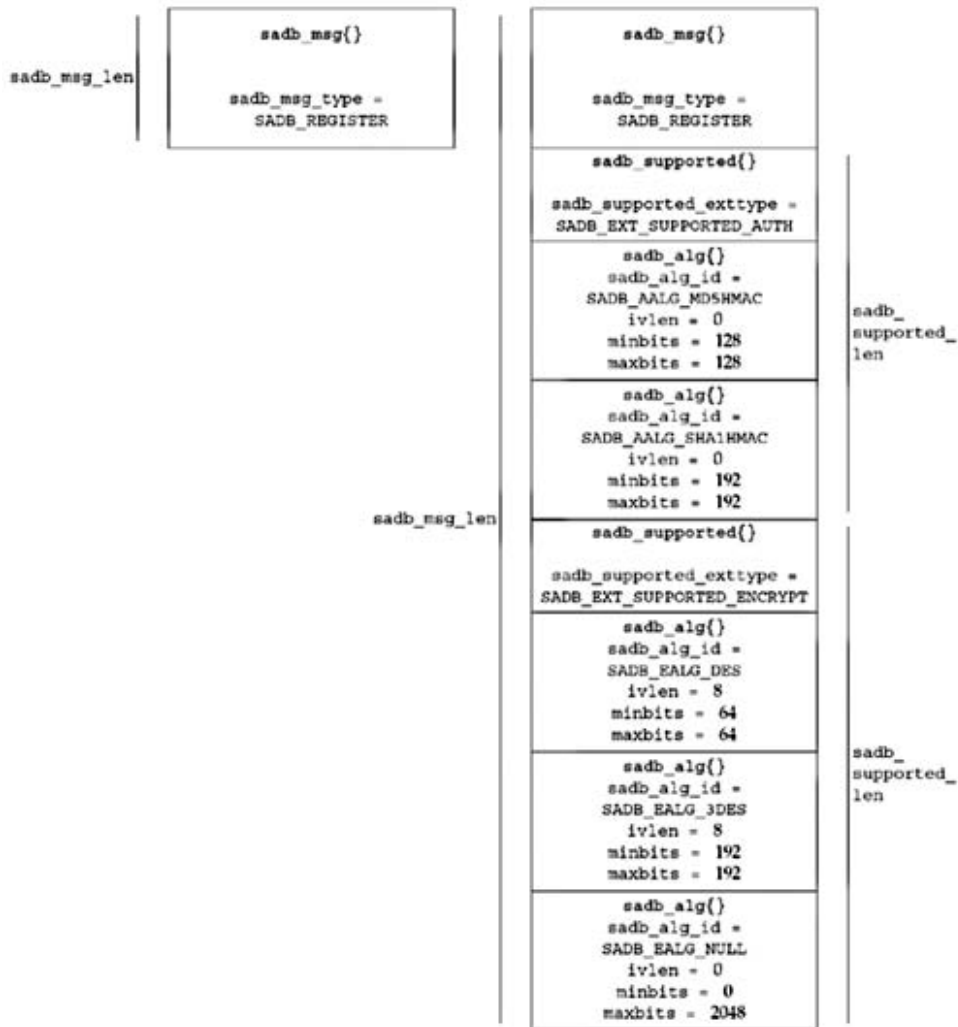 sadb_msg{}
sadb_msg_len
sadb_msg_type =
SADB_REGISTER
sadb_msg{}
sadb_msg_type =
SADB_REGISTER
sadb_supported{}
sadb_supported_exttype =
SADB_EXT_SUPPORTED_AUTH
sadb_alg{}
sadb_alg_id =
SADB_AALG_MD5HMAC
ivlen = 0
minbits = 128
maxbits = 128
sadb_
supported_
len
sadb_alg{}
sadb_alg_id =
SADB_AALG_SHA1HMAC
ivlen = 0
minbits = 192
maxbits = 192
sadb_msg_len
sadb_supported{}
sadb_supported_exttype =
SADB_EXT_SUPPORTED_ENCRYPT
sadb_alg{}
sadb_alg_id =
SADB_EALG_DES
ivlen = 8
minbits = 64
maxbits = 64
sadb_
supported_
len
sadb_alg{}
sadb_alg_id =
SADB_EALG_3DES
ivlen = 8
minbits = 192
maxbits = 192
sadb_alg{}
sadb_alg_id =
SADB_EALG_NULL
ivlen = 0
minbits = 0
maxbits = 2048